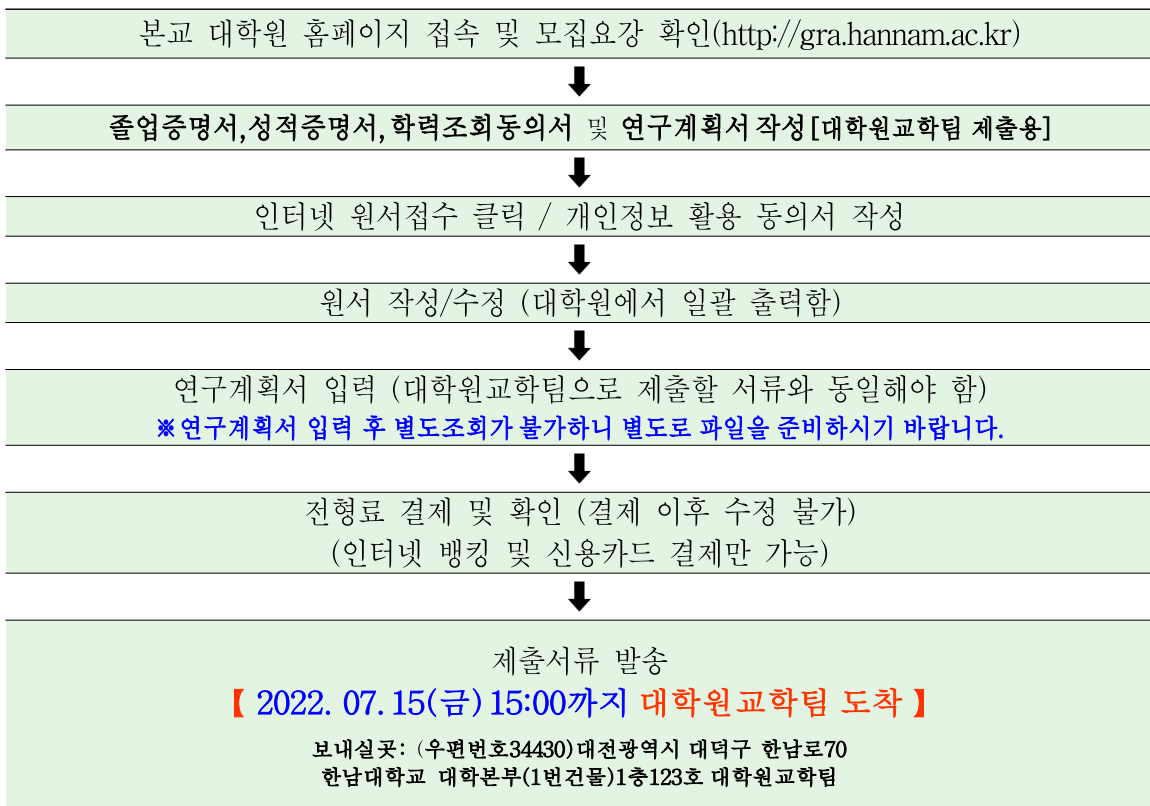 본교 대학원 홈페이지 접속 및 모집요강 확인(http://gra.hannam.ac.kr)
졸업증명서,성적증명서,학력조회동의서 및 연구계획서 작성[대학원교학팀 제출용]
인터넷 원서접수 클릭 / 개인정보 활용 동의서 작성
원서 작성/수정 (대학원에서 일괄 출력함)
연구계획서 입력 (대학원교학팀으로 제출할 서류와 동일해야 함)
※연구계획서 입력 후 별도조회가 불가하니 별도로 파일을 준비하시기 바랍니다.
전형료 결제 및 확인 (결제 이후 수정 불가)
(인터넷 뱅킹 및 신용카드 결제만 가능)
제출서류 발송
【 2022. 07. 15(금) 15:00까지 대학원교학팀 도착 】
보내실곳: (우편번호34430)대전광역시 대덕구 한남로70
한남대학교 대학본부(1번건물)1층123호 대학원교학팀